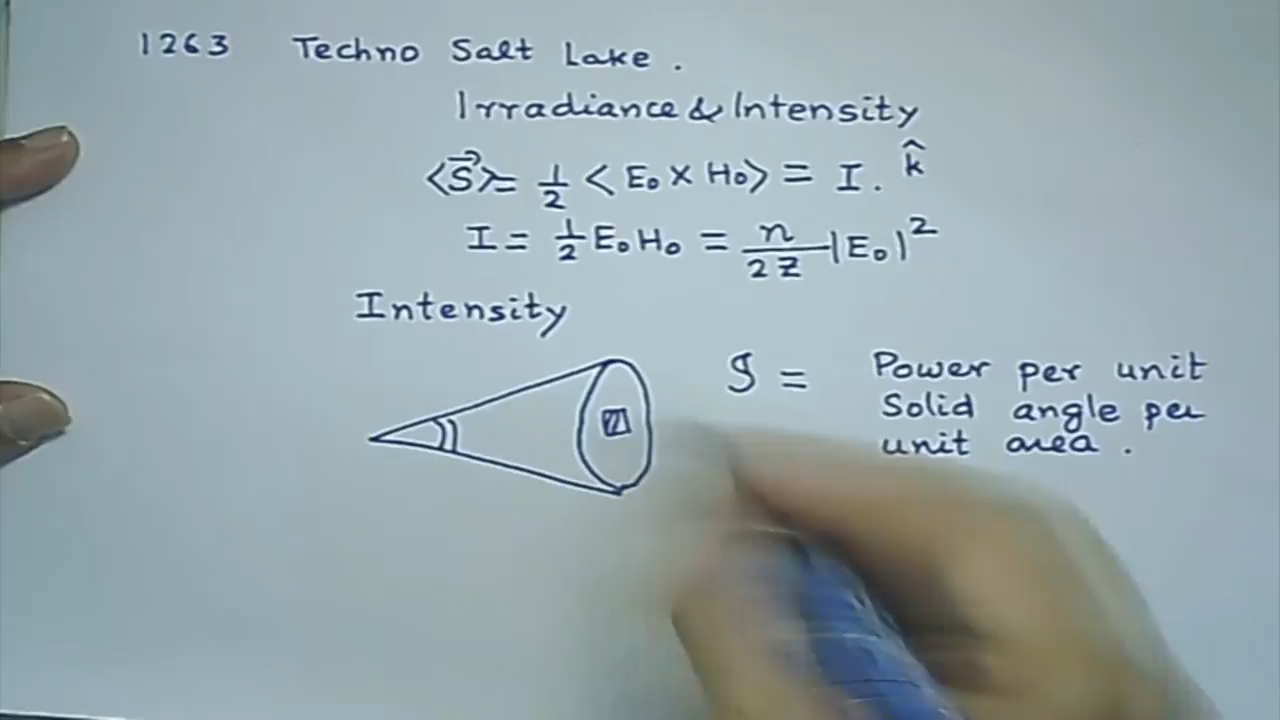 1263 Techno Salt Lake.
Irradiance & Intensity
⟨S⃗⟩ = 1/2 ⟨E₀ × H₀⟩ = I. k̂
I = 1/2 E₀H₀ = n/2Z |E₀|²
Intensity
𝒥 = Power per unit
Solid angle per
unit area.